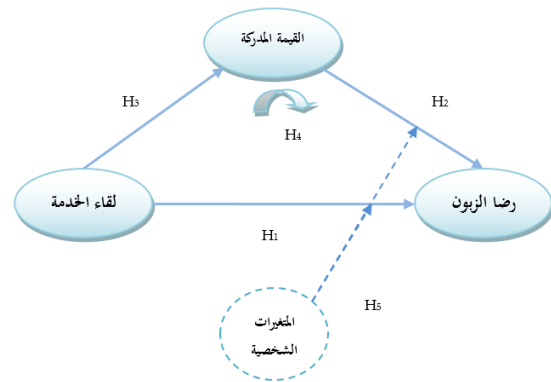 القيمة المدركة
H₃
H₂
H₄
لقاء الخدمة
رضا الزبون
H₁
H₅
المتغيرات
الشخصية